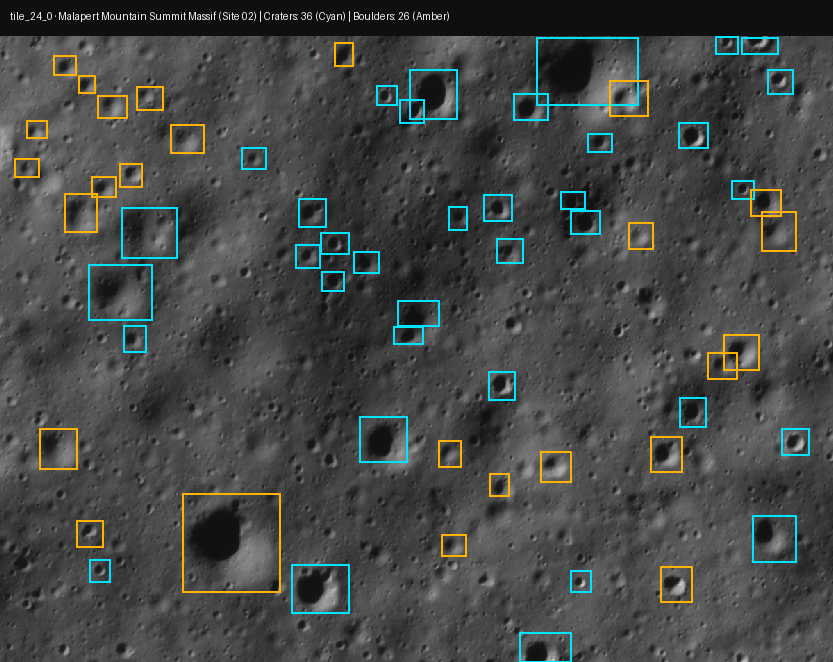 tile_24_0 · Malapert Mountain Summit Massif (Site 02) | Craters: 36 (Cyan) | Boulders: 26 (Amber)